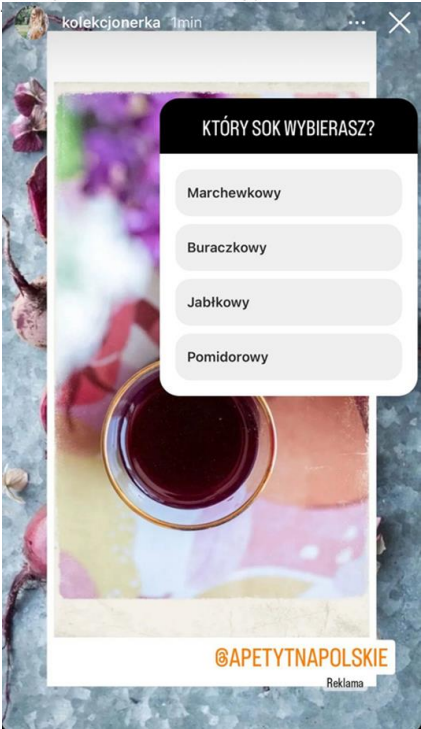 kolekcjonerka 1min
KTÓRY SOK WYBIERASZ?
Marchewkowy
Buraczkowy
Jabłkowy
Pomidorowy
@APETYTNAPOLSKIE
Reklama